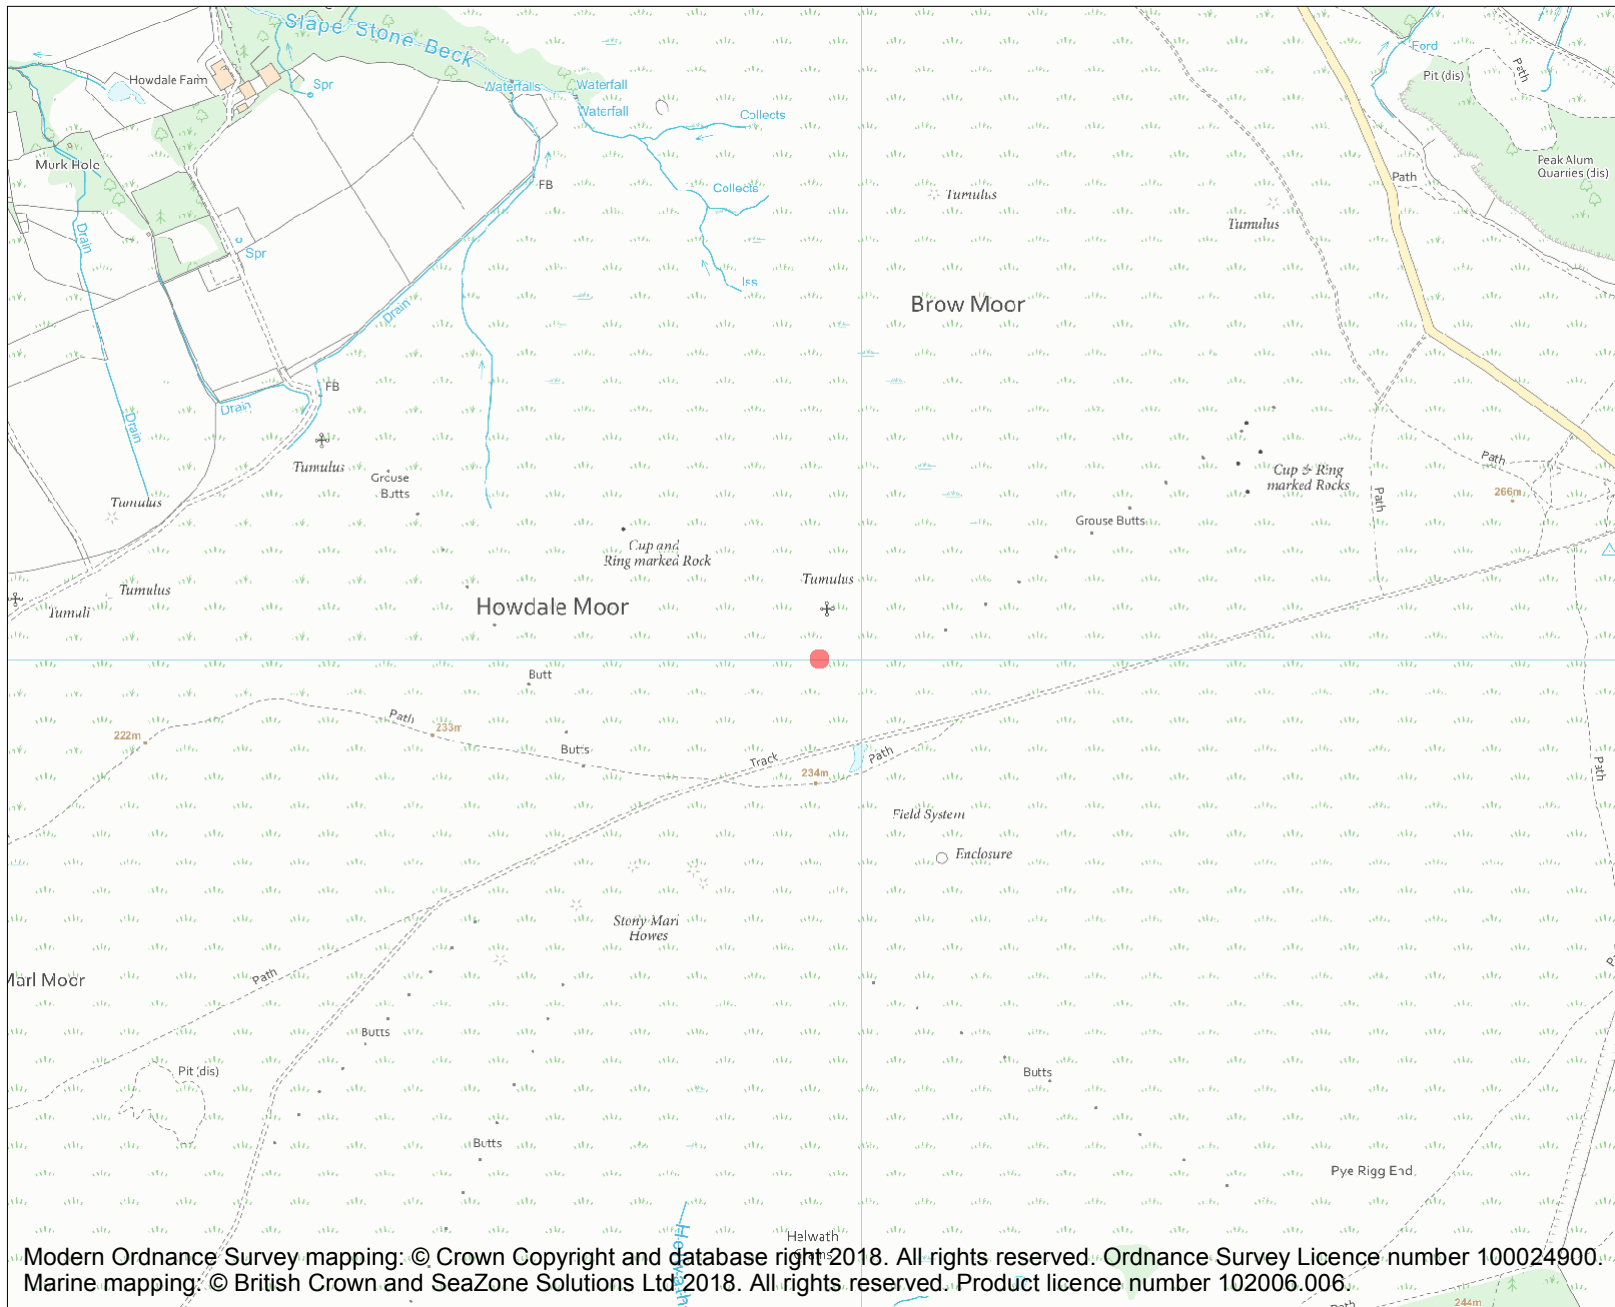 Slape Stone Beck
Howdale Farm
Spr
Waterfalls
Waterfall
Waterfall
Collects
Ford
Pit (dis)
Path
Murk Hole
Peak Alum
Quarries (dis)
Path
FB
Collects
Tumulus
Tumulus
Drain
Spr
Iss
Drain
Brow Moor
FB
Drain
Drain
Tumulus
Grouse
Butts
Cup & Ring
marked Rocks
Path
266m
Path
Tumulus
Grouse Butts
Cup and
Ring marked Rock
Tumulus
Tumulus
Tumuli
Howdale Moor
Butt
Path
222m
233m
Butts
Track
234m
Path
Path
Field System
Enclosure
Stony Marl
Howes
Marl Moor
Path
Butts
Pit (dis)
Butts
Butts
Pye Rigg End
Helwath
Helwath
Grains
Modern Ordnance Survey mapping: © Crown Copyright and database right 2018. All rights reserved. Ordnance Survey Licence number 100024900.
Marine mapping: © British Crown and SeaZone Solutions Ltd 2018. All rights reserved. Product licence number 102006.006.
Path
244m